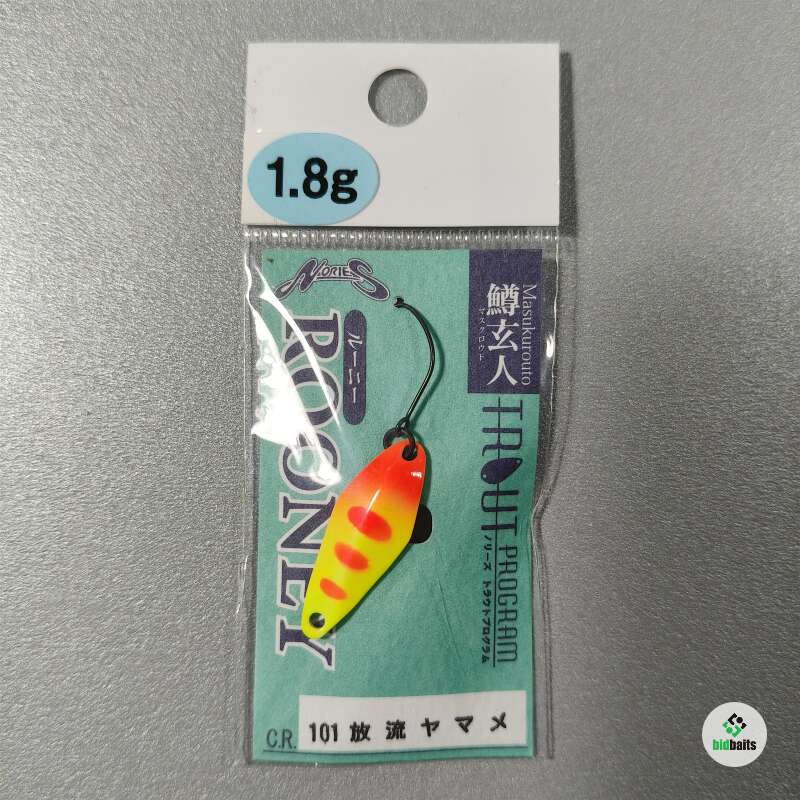 1.8g
NORIES
ルーニー
ROONEY
Masukurouto
鱒玄人
マスクロウト
TROUT PROGRAM
ノリーズ トラウトプログラム
C.R. 101 放流ヤマメ
bidbaits